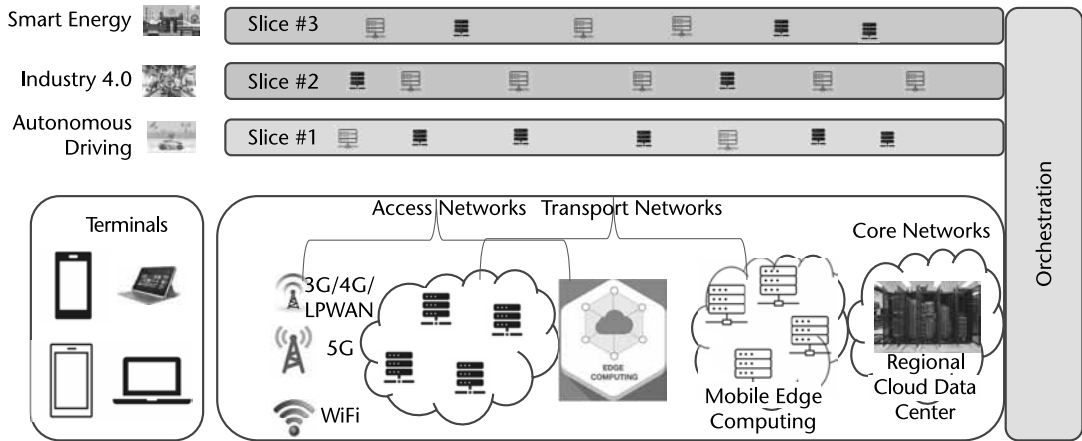 Smart Energy
Slice #3
Industry 4.0
Slice #2
Autonomous
Driving
Slice #1
Orchestration
Terminals
Access Networks
Transport Networks
Core Networks
3G/4G/
LPWAN
5G
WiFi
EDGE
COMPUTING
Mobile Edge
Computing
Regional
Cloud Data
Center